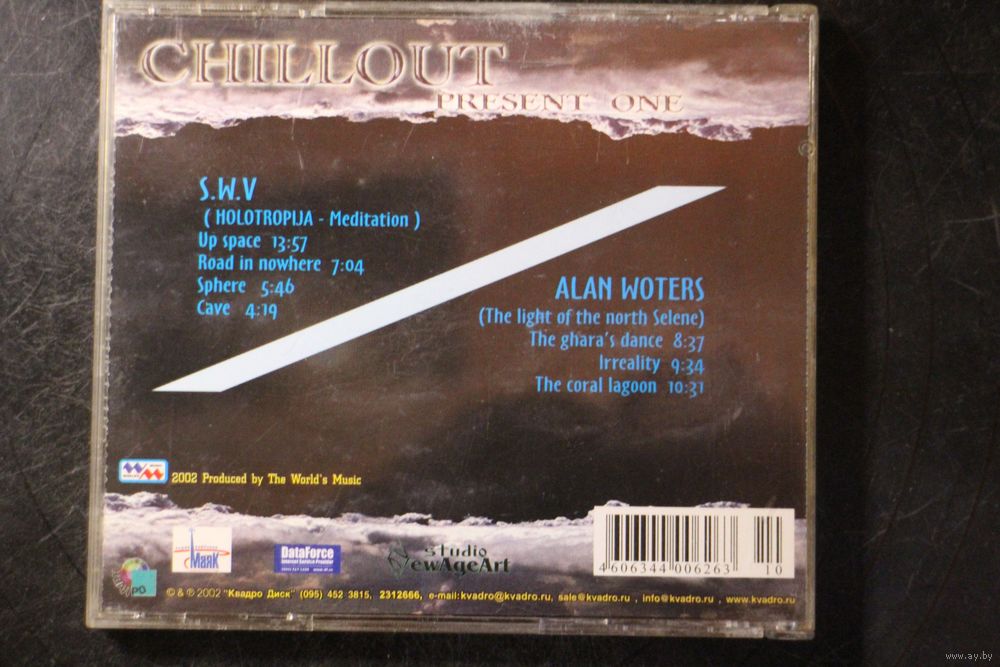 CHILLOUT
PRESENT ONE
S.W.V
( HOLOTROPIJA - Meditation )
Up space 13:57
Road in nowhere 7:04
Sphere 5:46
Cave 4:19
ALAN WOTERS
(The light of the north Selene)
The ghara's dance 8:37
Irreality 9:34
The coral lagoon 10:31
2002 Produced by The World's Music
Маяк
DataForce
Internet Service Provider
studio
NewAgeArt
4 606344 006263 10
© & ℗ 2002 "Квадро Диск" (095) 452 3815, 2312666, e-mail:kvadro@kvadro.ru, sale@kvadro.ru , info@kvadro.ru , www.kvadro.ru
www.ay.by